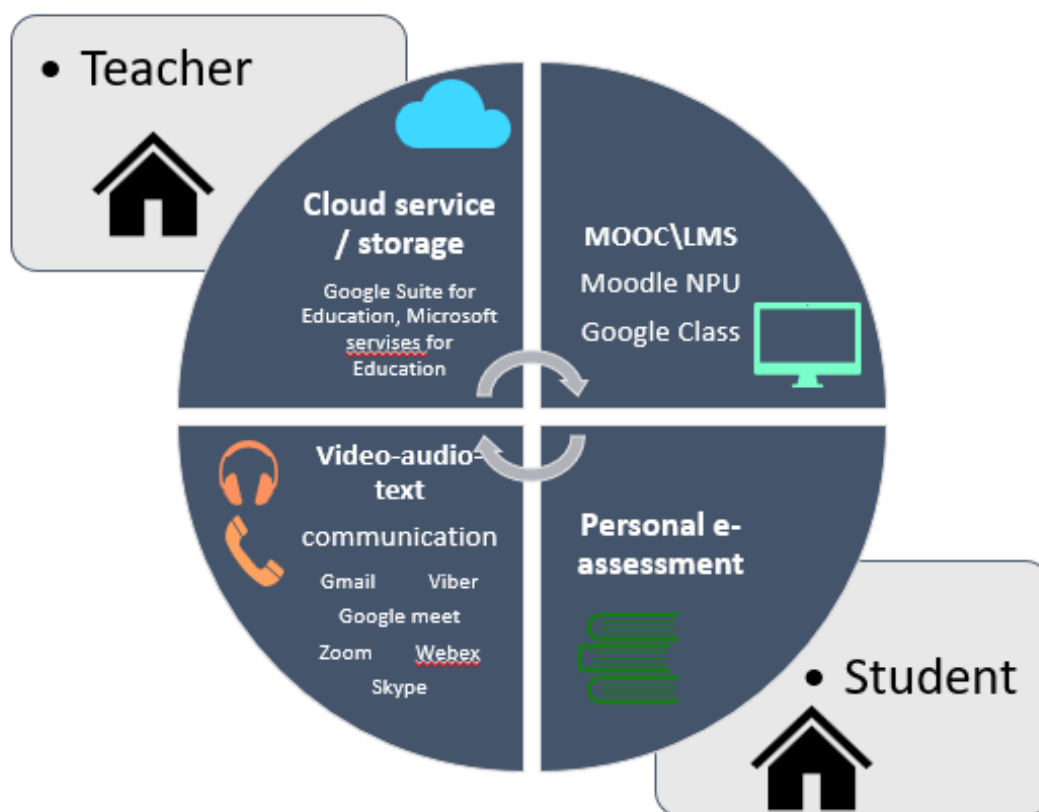 • Teacher
Cloud service
/ storage
Google Suite for
Education, Microsoft
servises for
Education
MOOC\LMS
Moodle NPU
Google Class
Video-audio-
text
communication
Gmail Viber
Google meet
Zoom Webex
Skype
Personal e-
assessment
• Student